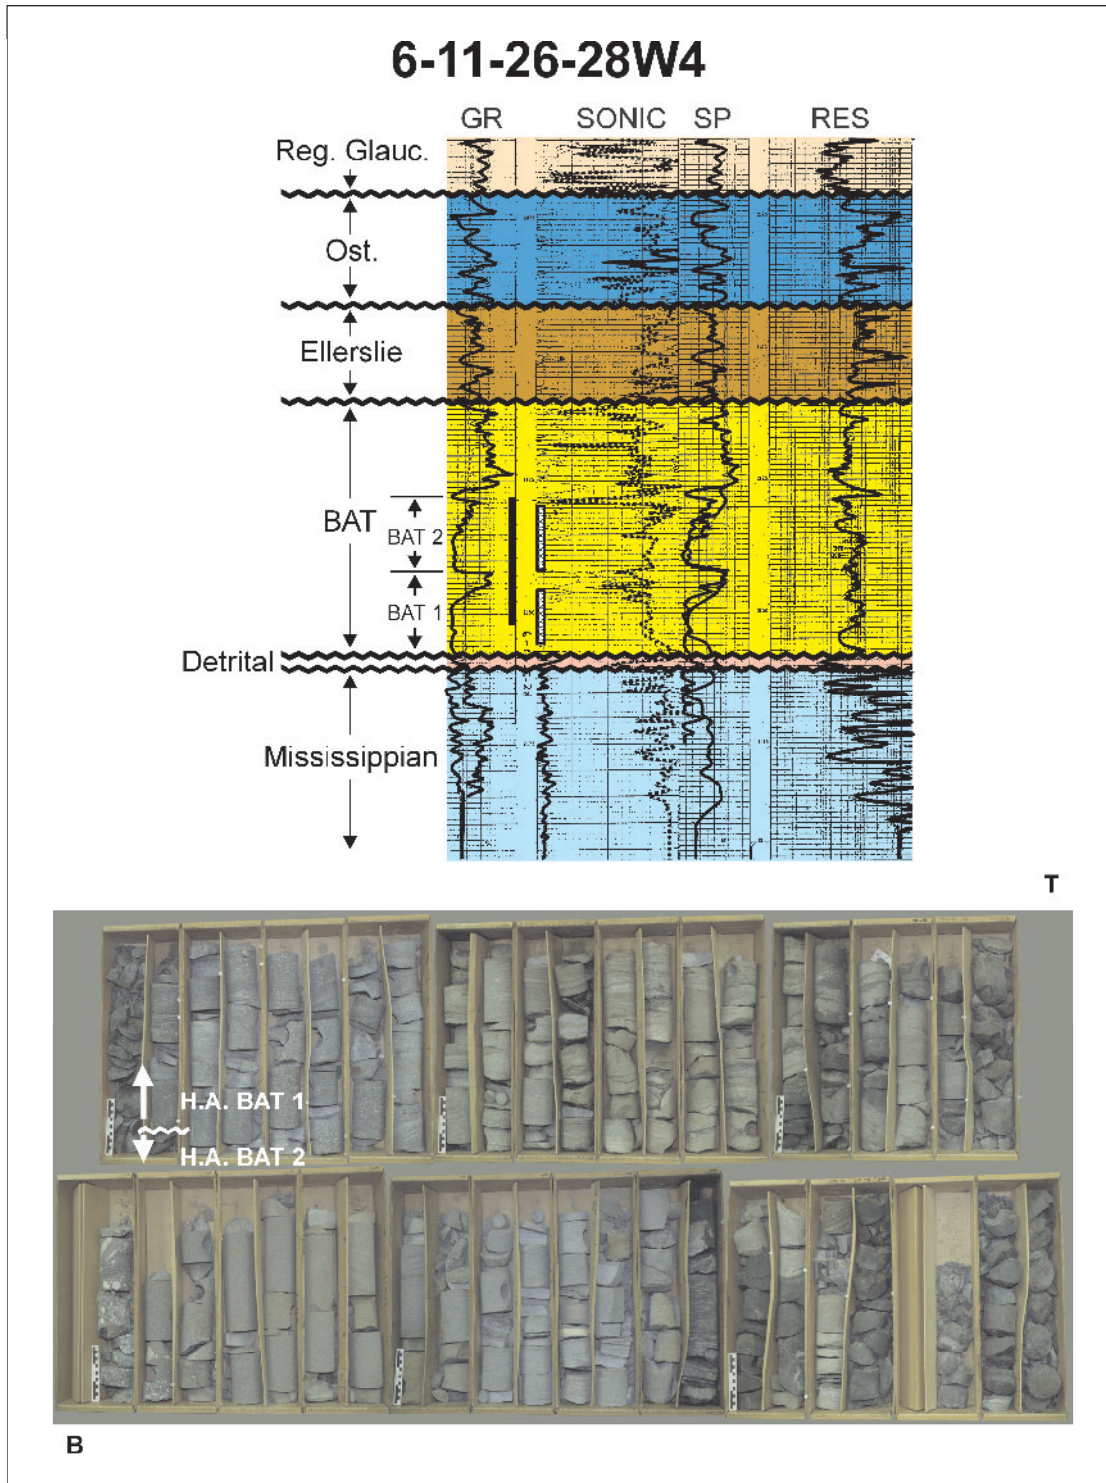 6-11-26-28W4
GR SONIC SP RES
Reg. Glauc.
Ost.
Ellerslie
BAT
BAT 2
BAT 1
Detrital
Mississippian
T
H.A. BAT 1
H.A. BAT 2
B